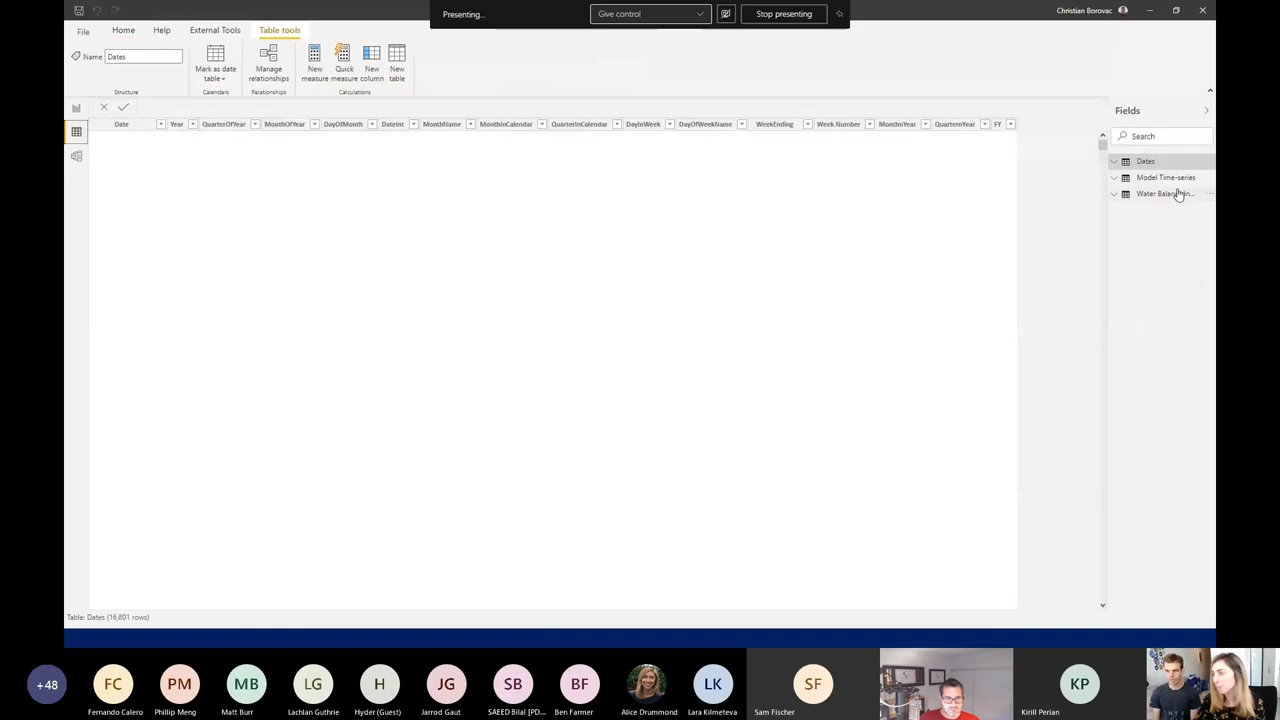 Presenting...
Give control
Stop presenting
Christian Borovac
File
Home
Help
External Tools
Table tools
Name
Dates
Mark as date
table
Manage
relationships
New
measure
Quick
measure
New
column
New
table
Structure
Calendars
Relationships
Calculations
Date
Year
QuarterOfYear
MonthOfYear
DayOfMonth
DateInt
MonthName
MonthInCalendar
QuarterInCalendar
DayInWeek
DayOfWeekName
WeekEnding
Week Number
MonthnYear
QuarternYear
FY
Fields
Search
Dates
Model Time-series
Water
Table: Dates (16,801 rows)
+48
FC
PM
MB
LG
H
JG
SB
BF
LK
SF
KP
Fernando Calero
Phillip Meng
Matt Burr
Lachlan Guthrie
Hyder (Guest)
Jarrod Gaut
SAEED Bilal [PD...
Ben Farmer
Alice Drummond
Lara Kilmeteva
Sam Fischer
Kirill Perian